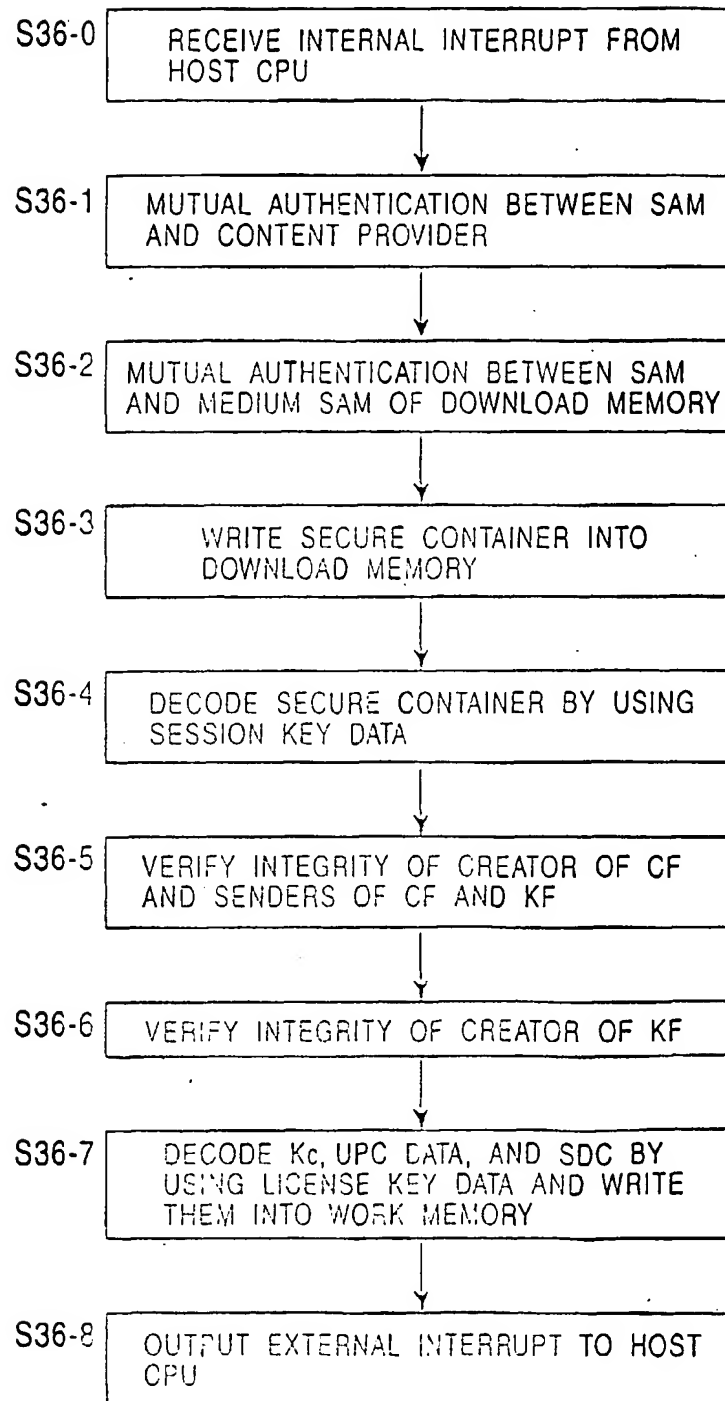 S36-0
RECEIVE INTERNAL INTERRUPT FROM
HOST CPU
S36-1
MUTUAL AUTHENTICATION BETWEEN SAM
AND CONTENT PROVIDER
S36-2
MUTUAL AUTHENTICATION BETWEEN SAM
AND MEDIUM SAM OF DOWNLOAD MEMORY
S36-3
WRITE SECURE CONTAINER INTO
DOWNLOAD MEMORY
S36-4
DECODE SECURE CONTAINER BY USING
SESSION KEY DATA
S36-5
VERIFY INTEGRITY OF CREATOR OF CF
AND SENDERS OF CF AND KF
S36-6
VERIFY INTEGRITY OF CREATOR OF KF
S36-7
DECODE Kc, UPC DATA, AND SDC BY
USING LICENSE KEY DATA AND WRITE
THEM INTO WORK MEMORY
S36-8
OUTPUT EXTERNAL INTERRUPT TO HOST
CPU